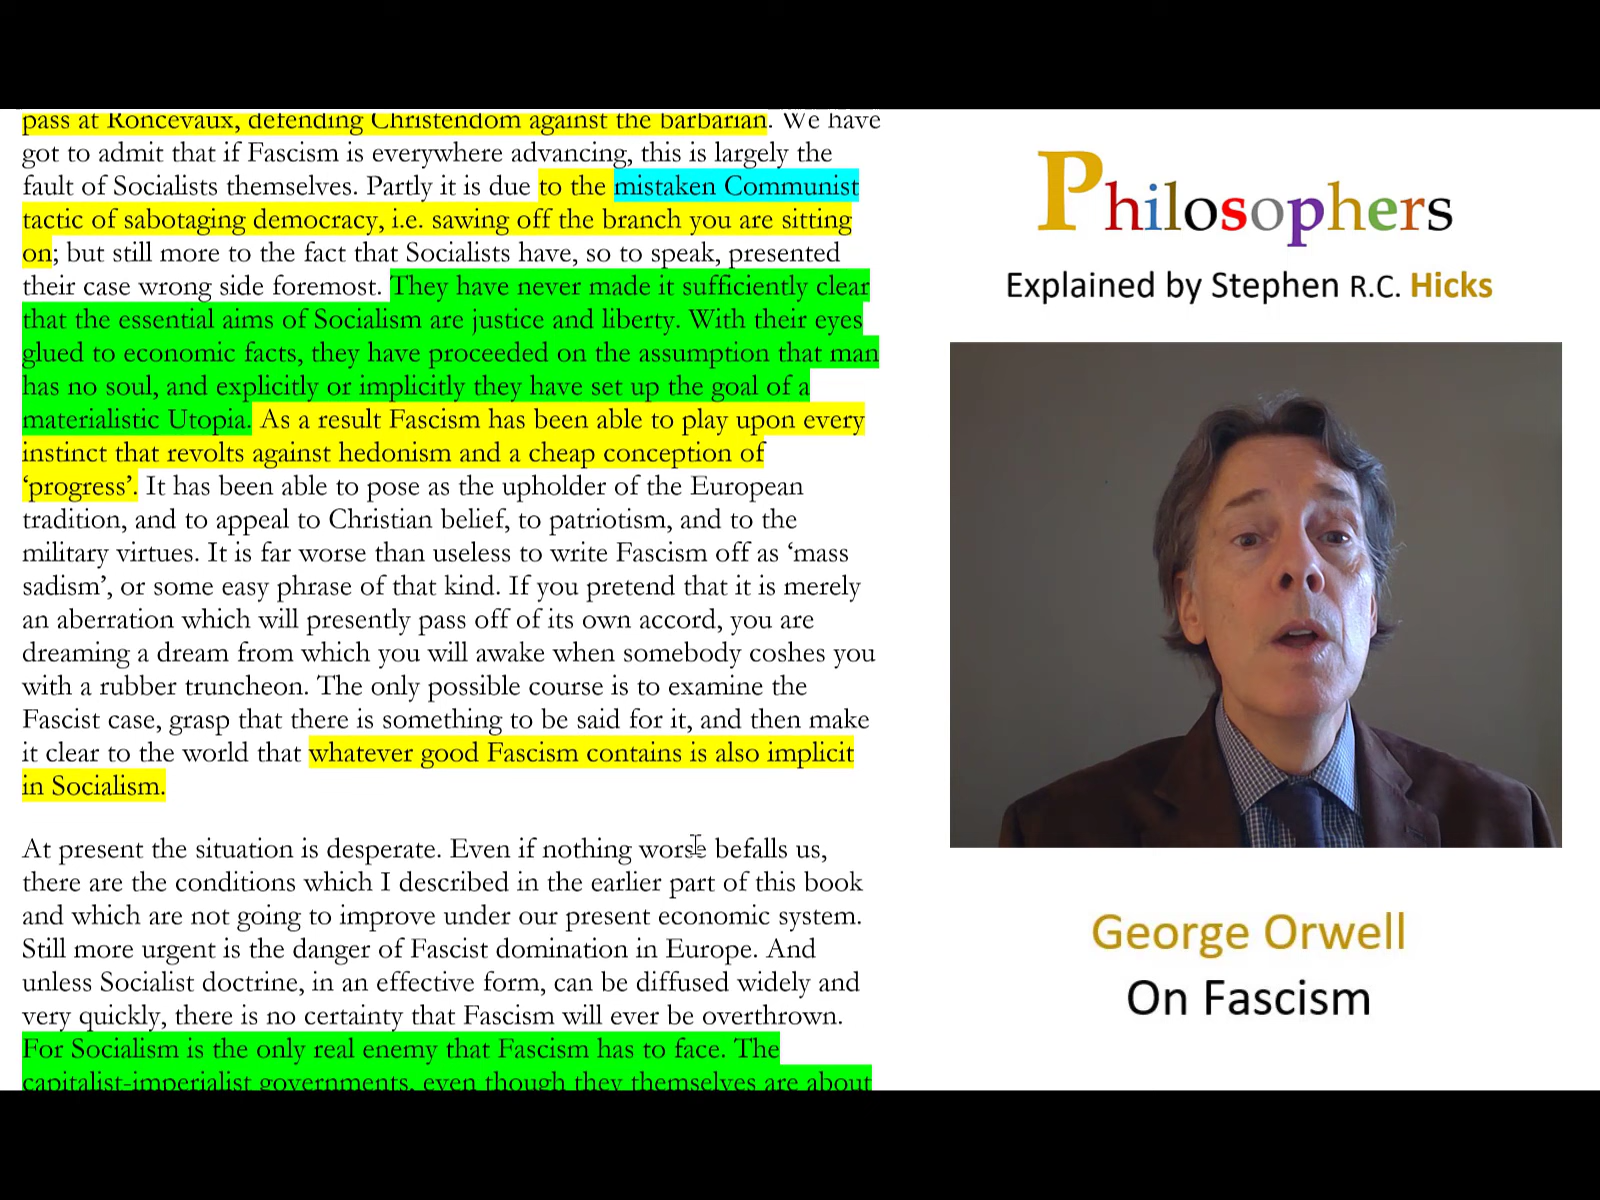 pass at Roncevaux, defending Christendom against the barbarian. We have
got to admit that if Fascism is everywhere advancing, this is largely the
fault of Socialists themselves. Partly it is due to the mistaken Communist
tactic of sabotaging democracy, i.e. sawing off the branch you are sitting
on; but still more to the fact that Socialists have, so to speak, presented
their case wrong side foremost. They have never made it sufficiently clear
that the essential aims of Socialism are justice and liberty. With their eyes
glued to economic facts, they have proceeded on the assumption that man
has no soul, and explicitly or implicitly they have set up the goal of a
materialistic Utopia. As a result Fascism has been able to play upon every
instinct that revolts against hedonism and a cheap conception of
‘progress’. It has been able to pose as the upholder of the European
tradition, and to appeal to Christian belief, to patriotism, and to the
military virtues. It is far worse than useless to write Fascism off as ‘mass
sadism’, or some easy phrase of that kind. If you pretend that it is merely
an aberration which will presently pass off of its own accord, you are
dreaming a dream from which you will awake when somebody coshes you
with a rubber truncheon. The only possible course is to examine the
Fascist case, grasp that there is something to be said for it, and then make
it clear to the world that whatever good Fascism contains is also implicit
in Socialism.
At present the situation is desperate. Even if nothing worse befalls us,
there are the conditions which I described in the earlier part of this book
and which are not going to improve under our present economic system.
Still more urgent is the danger of Fascist domination in Europe. And
unless Socialist doctrine, in an effective form, can be diffused widely and
very quickly, there is no certainty that Fascism will ever be overthrown.
For Socialism is the only real enemy that Fascism has to face. The
capitalist-imperialist governments, even though they themselves are about
Philosophers
Explained by Stephen R.C. Hicks
George Orwell
On Fascism